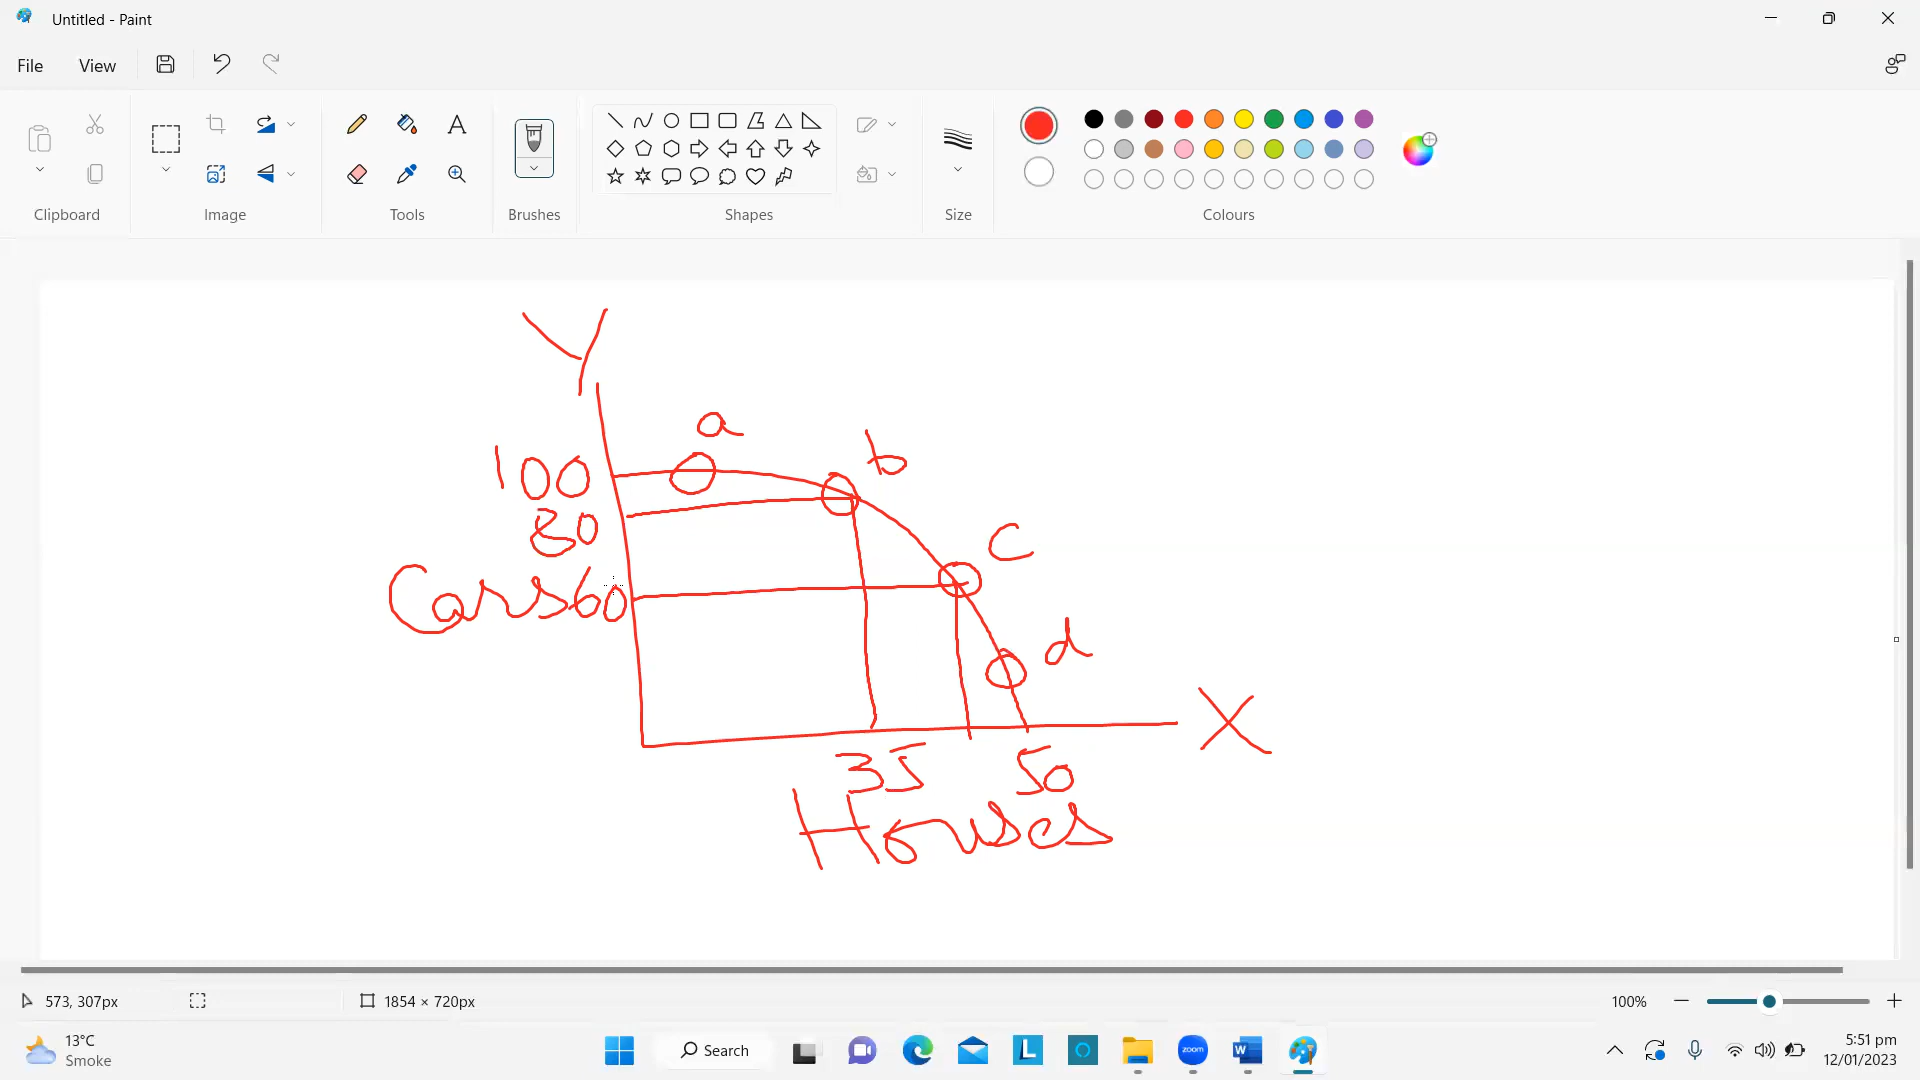 Untitled - Paint
File View
Clipboard Image Tools Brushes Shapes Size Colours
Y
a
b
100
80
c
Cars 60
d
X
35 50
Houses
573, 307px 1854 × 720px 100%
13°C
Smoke
Search
zoom
5:51 pm
12/01/2023